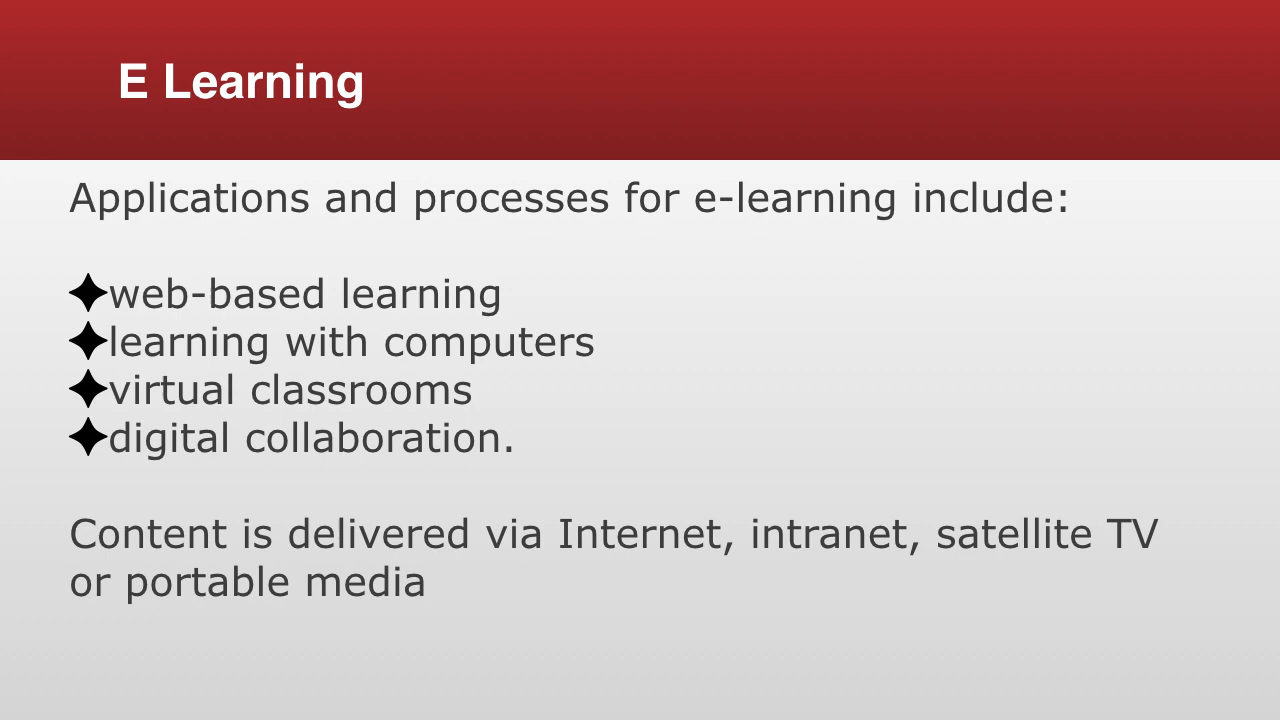 E Learning
Applications and processes for e-learning include:
✦web-based learning
✦learning with computers
✦virtual classrooms
✦digital collaboration.
Content is delivered via Internet, intranet, satellite TV
or portable media